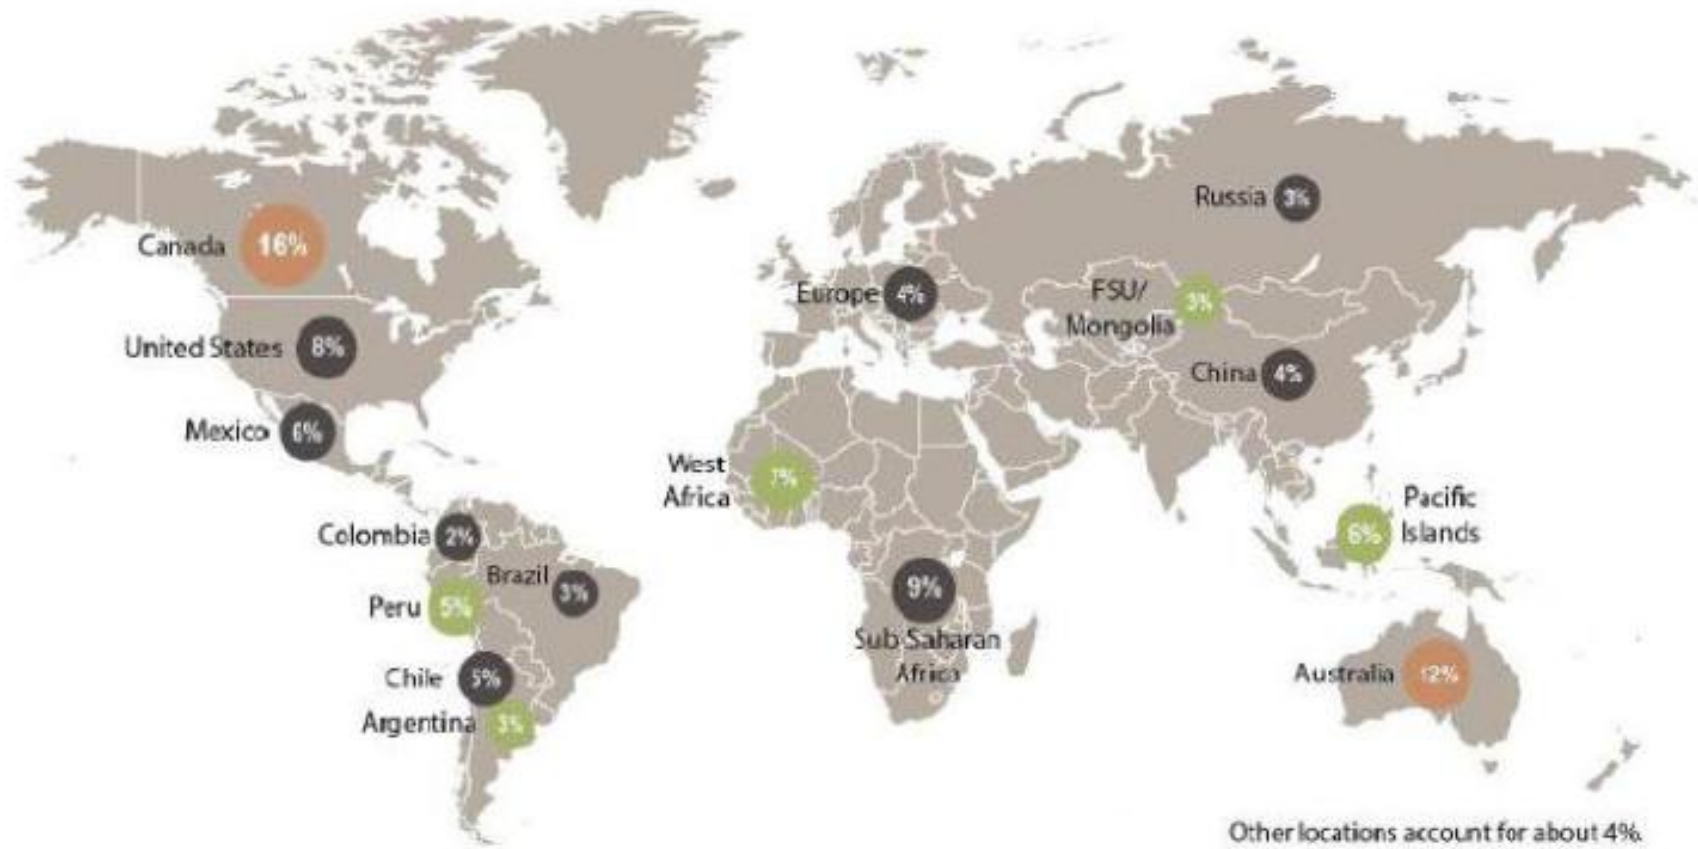 Canada 16%
United States 8%
Mexico 6%
Colombia 2%
Brazil 3%
Peru 5%
Chile 5%
Argentina 3%
Europe 4%
West
Africa
7%
9%
Sub Saharan
Africa
Russia 3%
FSU/
Mongolia
3%
China 4%
Pacific
Islands
6%
Australia 12%
Other locations account for about 4%.